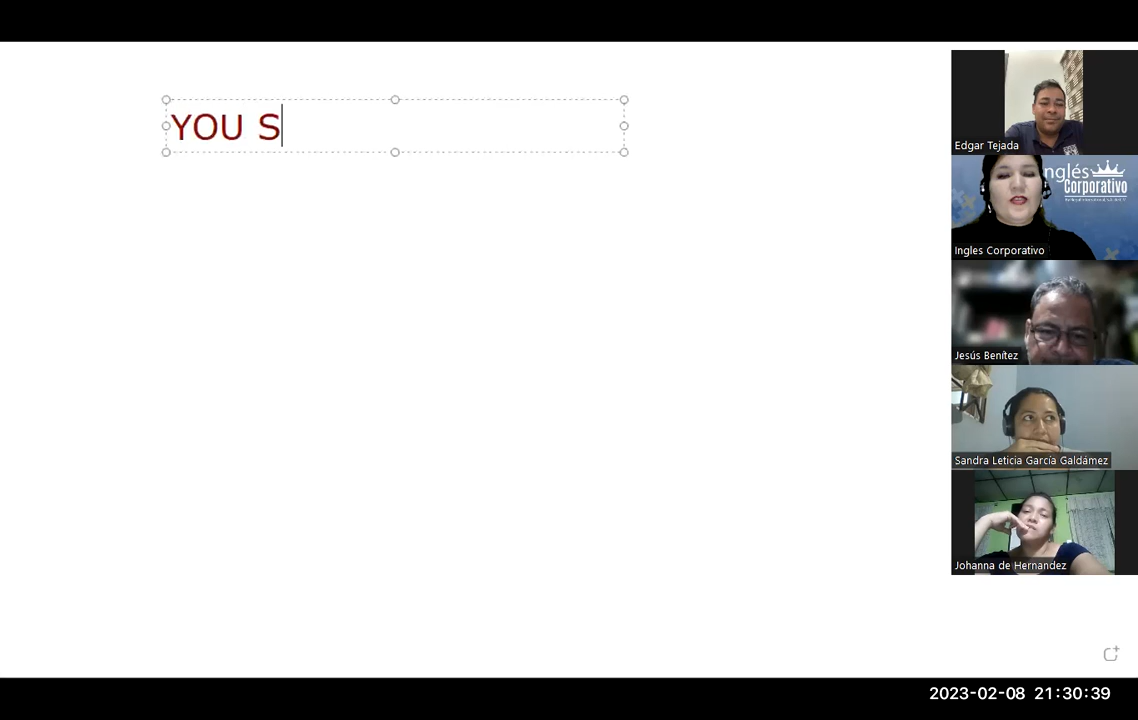 YOU S
Edgar Tejada
nglés
Corporativo
Ingles Corporativo
Jesús Benítez
Sandra Leticia García Galdámez
Johanna de Hernandez
2023-02-08 21:30:39